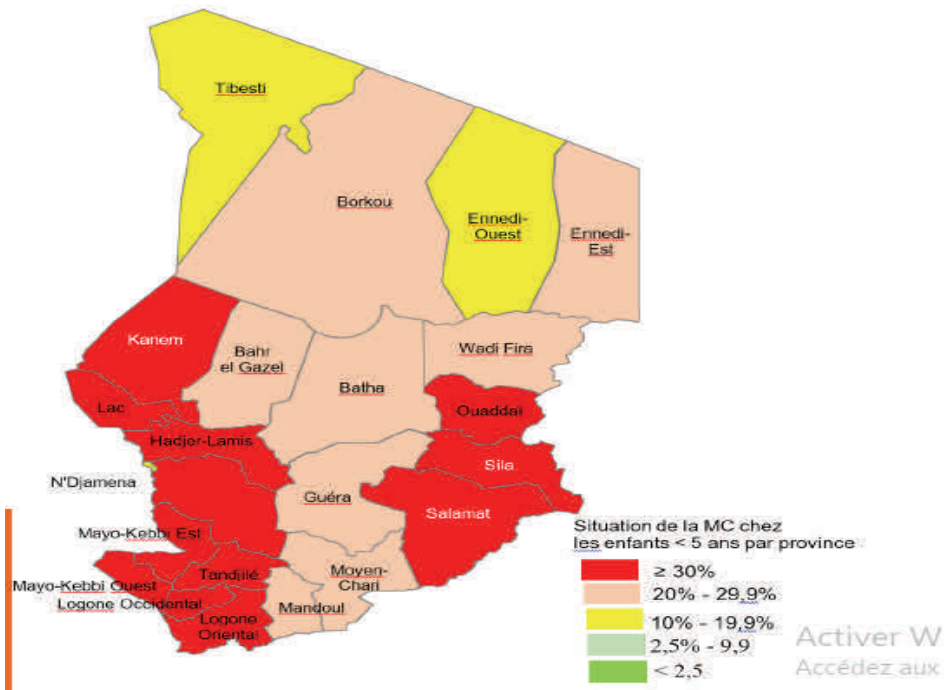 Tibesti
Borkou
Ennedi-
Ouest
Ennedi-
Est
Kanem
Bahr
el Gazel
Wadi Fira
Batha
Lac
Ouaddaï
Hadjer-Lamis
Sila
N'Djamena
Guéra
Salamat
Mayo-Kebbi Est
Tandjilé
Moyen-
Chari
Mayo-Kebbi Ouest
Logone Occidental
Mandoul
Logone
Oriental
Situation de la MC chez
les enfants < 5 ans par province
≥ 30%
20% - 29,9%
10% - 19,9%
2,5% - 9,9
< 2,5
Activer W
Accédez aux